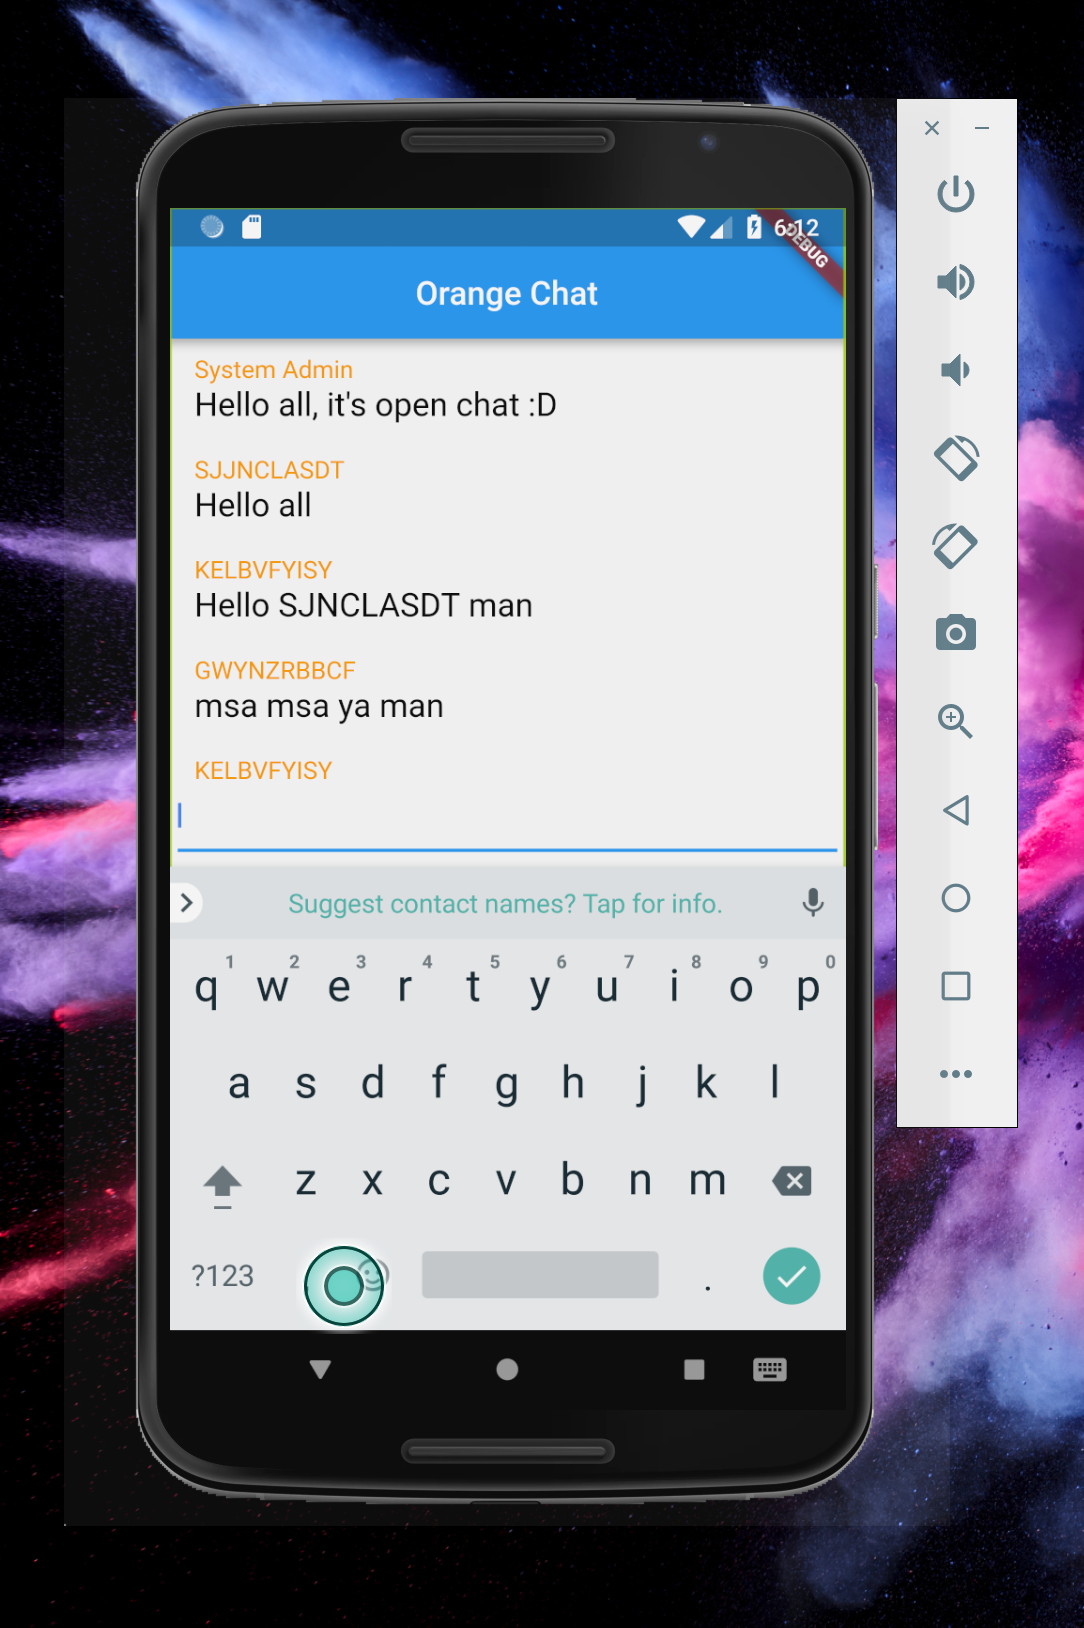 6:12
DEBUG
Orange Chat
System Admin
Hello all, it's open chat :D
SJJNCLASDT
Hello all
KELBVFYISY
Hello SJNCLASDT man
GWYNZRBBCF
msa msa ya man
KELBVFYISY
Suggest contact names? Tap for info.
1 2 3 4 5 6 7 8 9 0
q w e r t y u i o p
a s d f g h j k l
z x c v b n m
?123 .